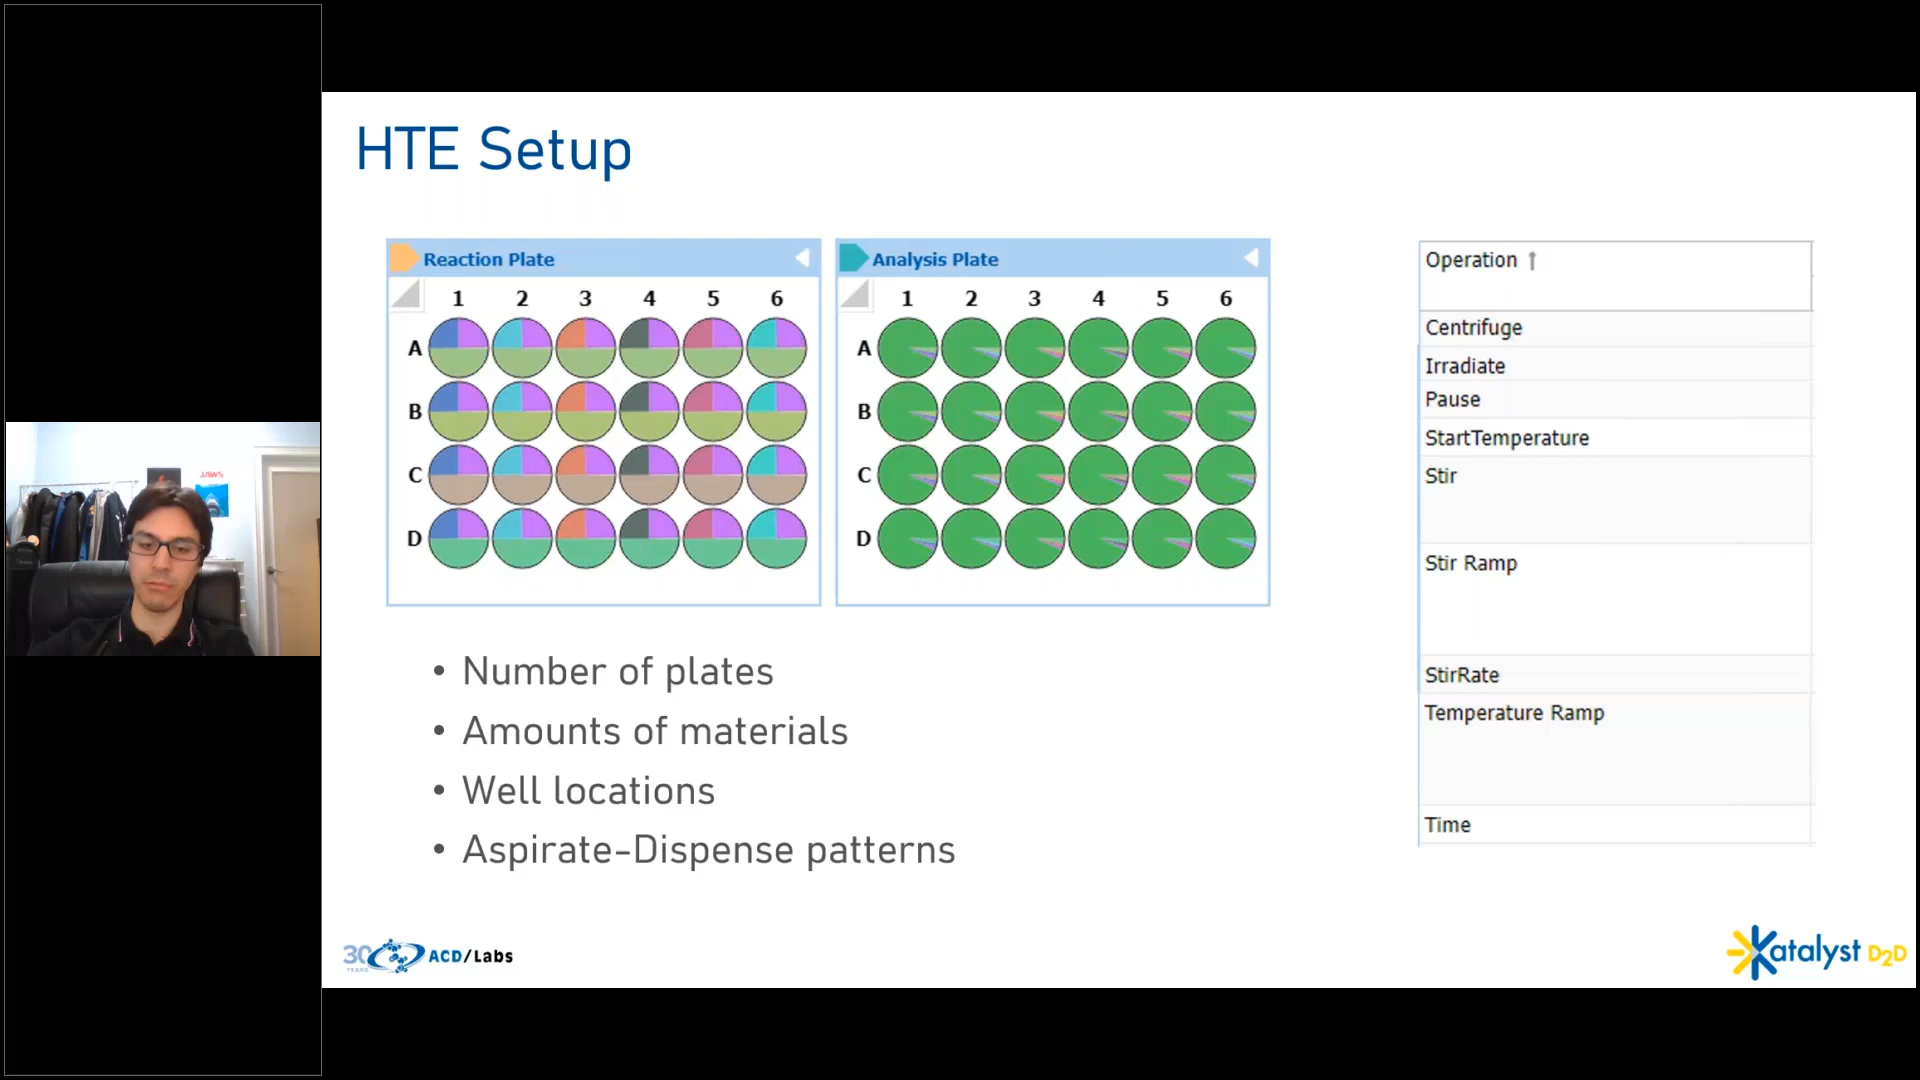 HTE Setup
Reaction Plate
1 2 3 4 5 6
A
B
C
D
Analysis Plate
1 2 3 4 5 6
A
B
C
D
Operation ↑
Centrifuge
Irradiate
Pause
StartTemperature
Stir
Stir Ramp
StirRate
Temperature Ramp
Time
• Number of plates
• Amounts of materials
• Well locations
• Aspirate-Dispense patterns
30 YEARS ACD/Labs
Katalyst D2D
JAWS